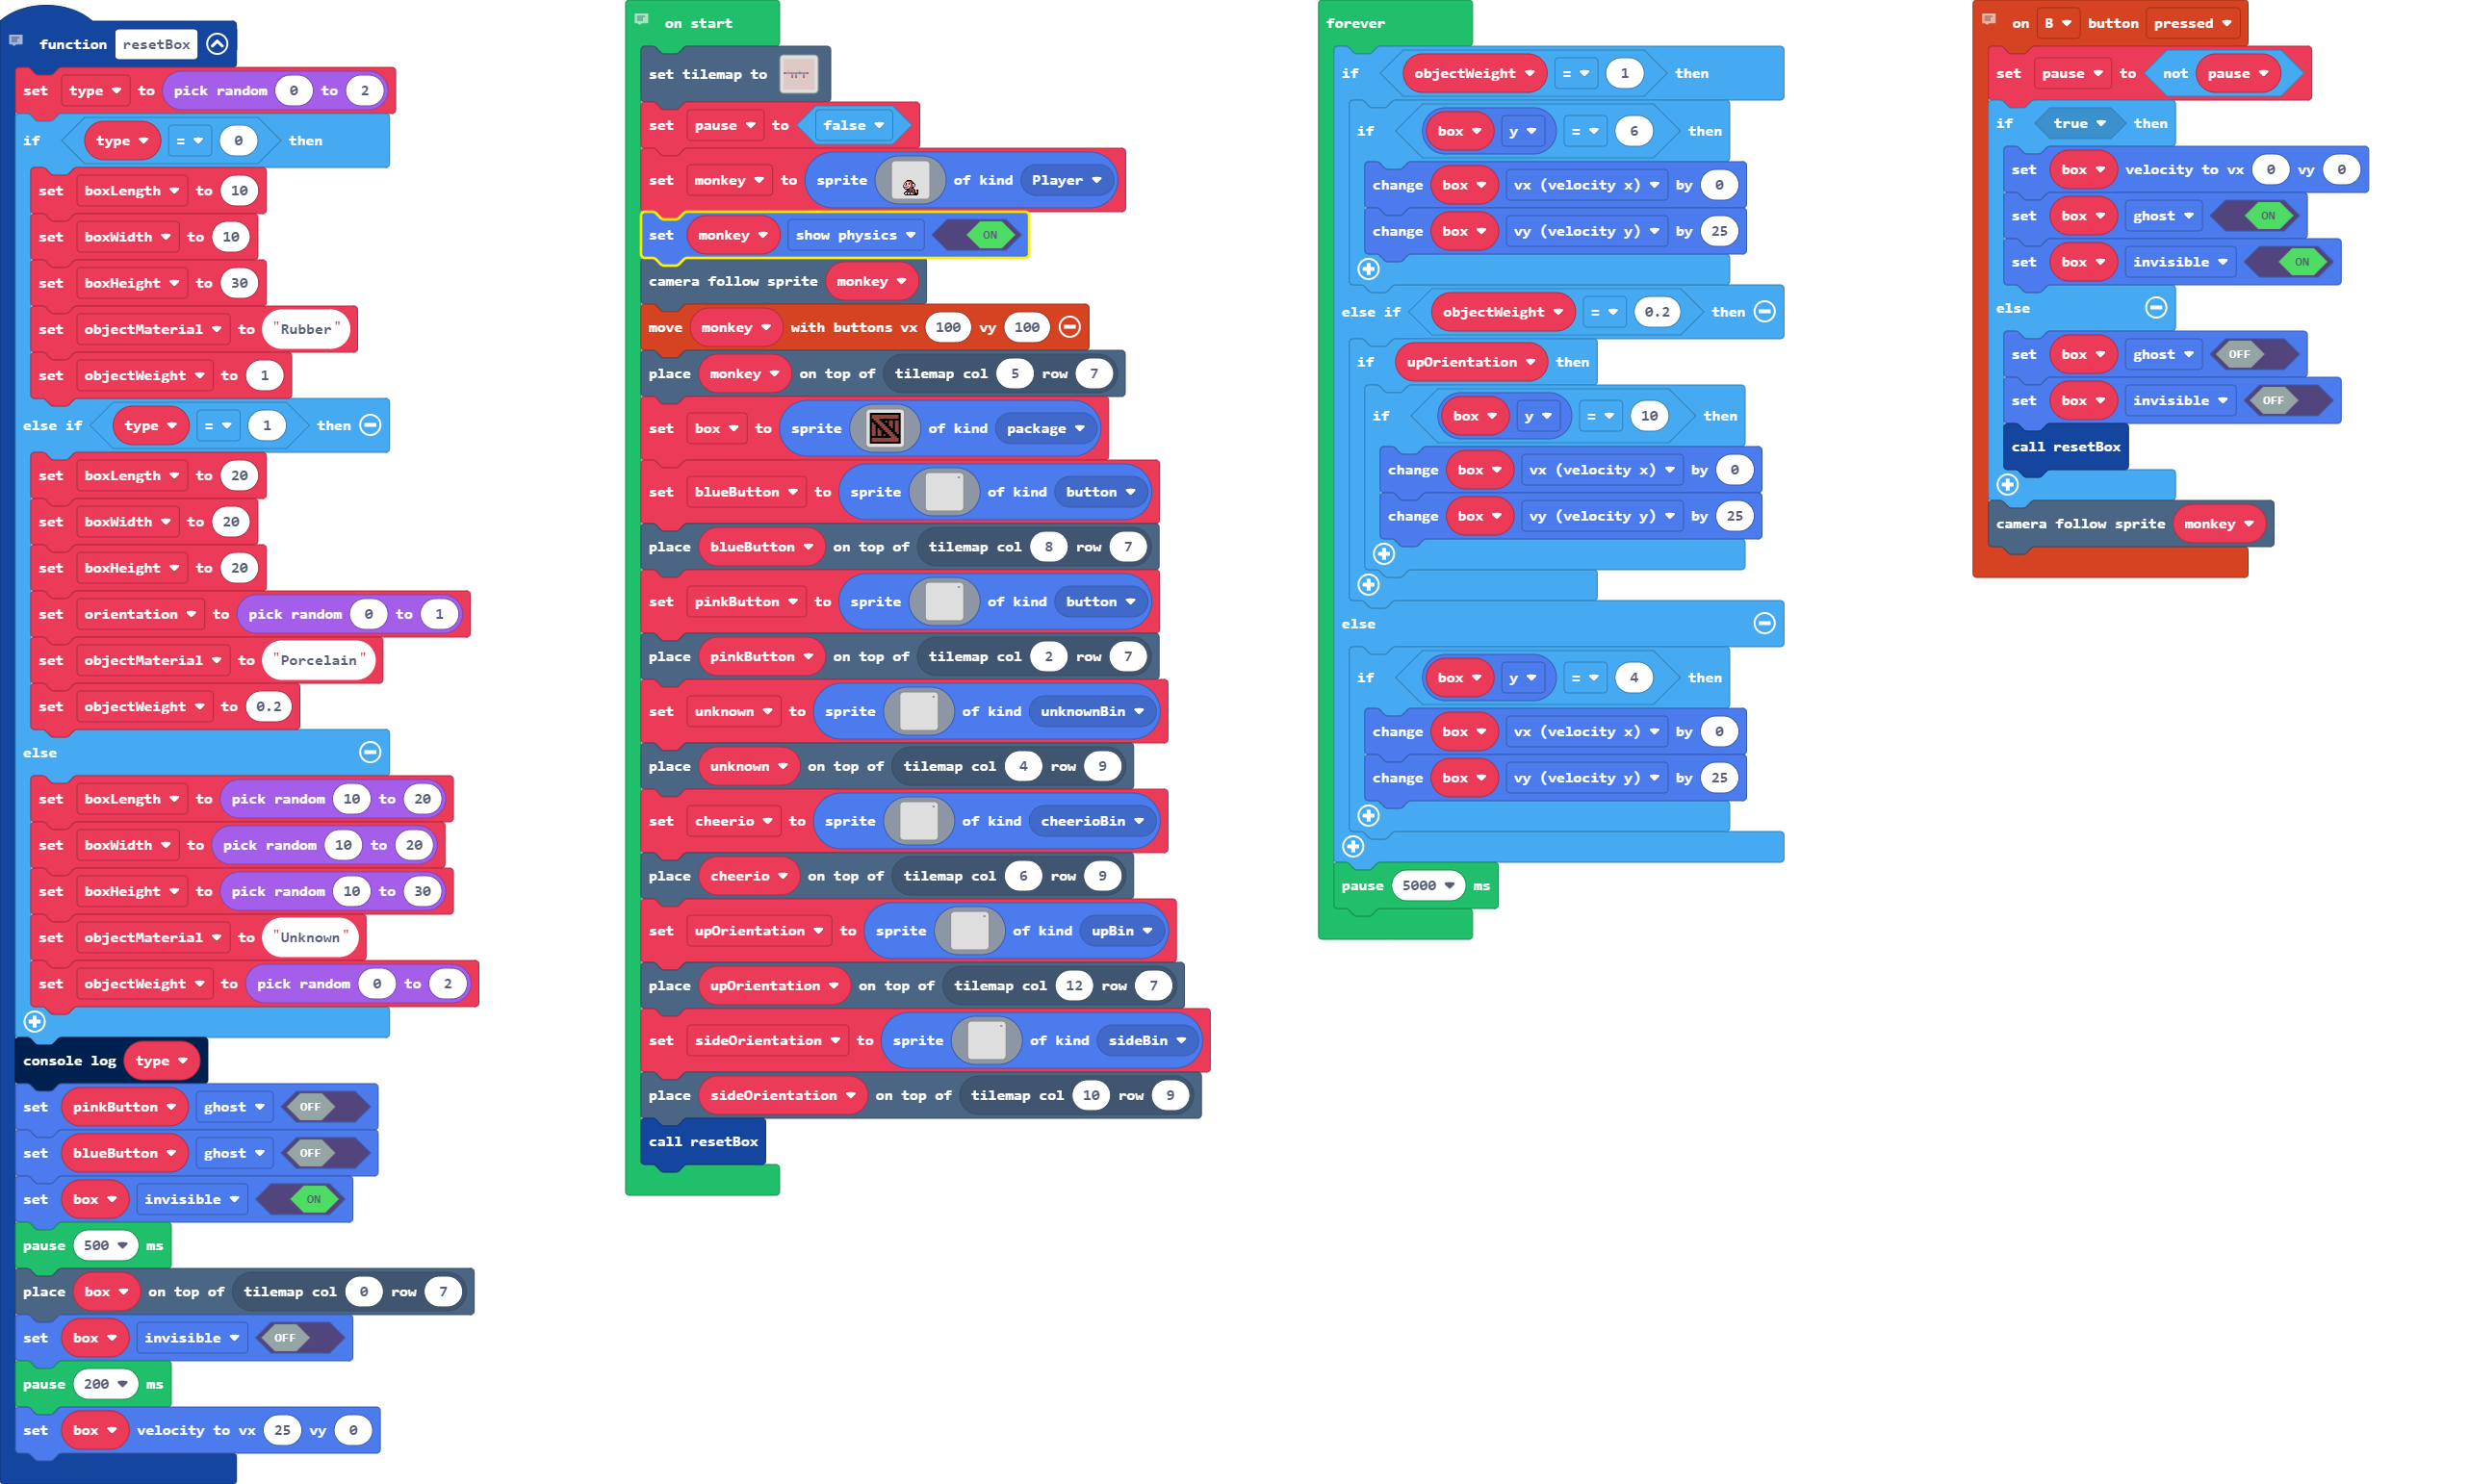 function resetBox
set type to pick random 0 to 2
if type = 0 then
set boxLength to 10
set boxWidth to 10
set boxHeight to 30
set objectMaterial to "Rubber"
set objectWeight to 1
else if type = 1 then
set boxLength to 20
set boxWidth to 20
set boxHeight to 20
set orientation to pick random 0 to 1
set objectMaterial to "Porcelain"
set objectWeight to 0.2
else
set boxLength to pick random 10 to 20
set boxWidth to pick random 10 to 20
set boxHeight to pick random 10 to 30
set objectMaterial to "Unknown"
set objectWeight to pick random 0 to 2
console log type
set pinkButton ghost OFF
set blueButton ghost OFF
set box invisible ON
pause 500 ms
place box on top of tilemap col 0 row 7
set box invisible OFF
pause 200 ms
set box velocity to vx 25 vy 0
on start
set tilemap to
set pause to false
set monkey to sprite of kind Player
set monkey show physics ON
camera follow sprite monkey
move monkey with buttons vx 100 vy 100
place monkey on top of tilemap col 5 row 7
set box to sprite of kind package
set blueButton to sprite of kind button
place blueButton on top of tilemap col 8 row 7
set pinkButton to sprite of kind button
place pinkButton on top of tilemap col 2 row 7
set unknown to sprite of kind unknownBin
place unknown on top of tilemap col 4 row 9
set cheerio to sprite of kind cheerioBin
place cheerio on top of tilemap col 6 row 9
set upOrientation to sprite of kind upBin
place upOrientation on top of tilemap col 12 row 7
set sideOrientation to sprite of kind sideBin
place sideOrientation on top of tilemap col 10 row 9
call resetBox
forever
if objectWeight = 1 then
if box y = 6 then
change box vx (velocity x) by 0
change box vy (velocity y) by 25
else if objectWeight = 0.2 then
if upOrientation then
if box y = 10 then
change box vx (velocity x) by 0
change box vy (velocity y) by 25
else
if box y = 4 then
change box vx (velocity x) by 0
change box vy (velocity y) by 25
pause 5000 ms
on B button pressed
set pause to not pause
if true then
set box velocity to vx 0 vy 0
set box ghost ON
set box invisible ON
else
set box ghost OFF
set box invisible OFF
call resetBox
camera follow sprite monkey